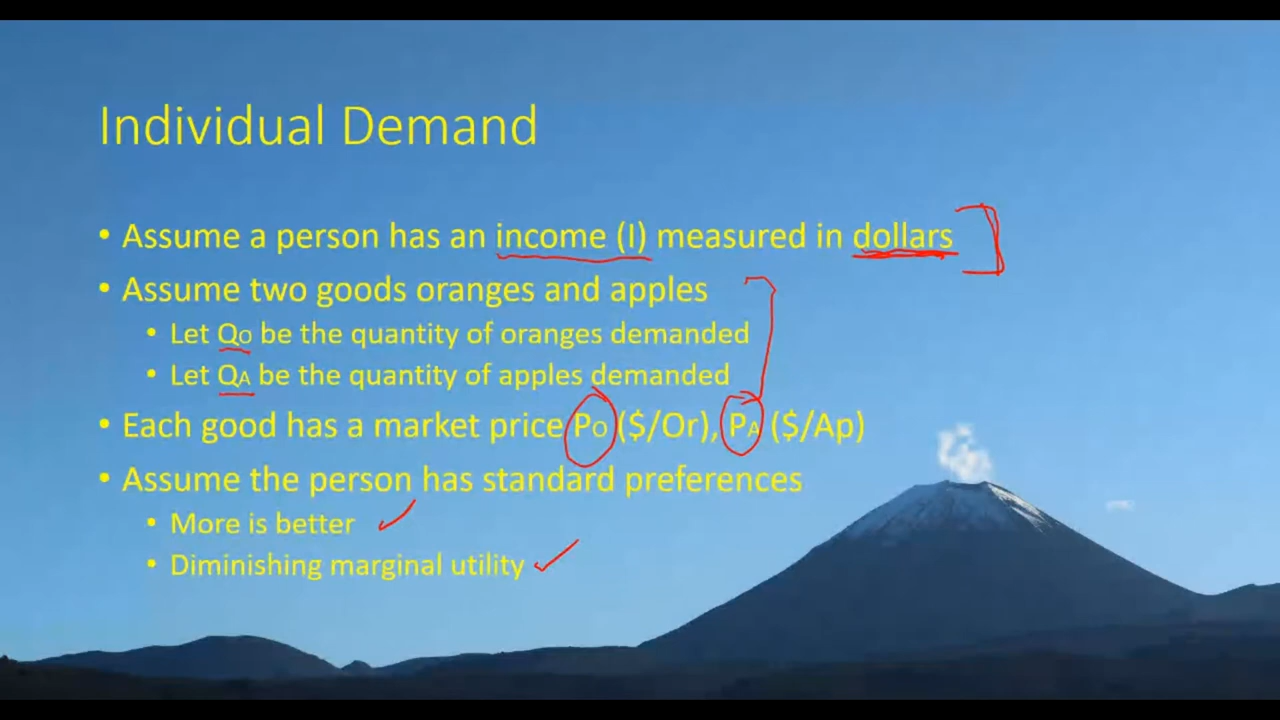 Individual Demand
• Assume a person has an income (I) measured in dollars
• Assume two goods oranges and apples
• Let QO be the quantity of oranges demanded
• Let QA be the quantity of apples demanded
• Each good has a market price PO ($/Or), PA ($/Ap)
• Assume the person has standard preferences
• More is better
• Diminishing marginal utility